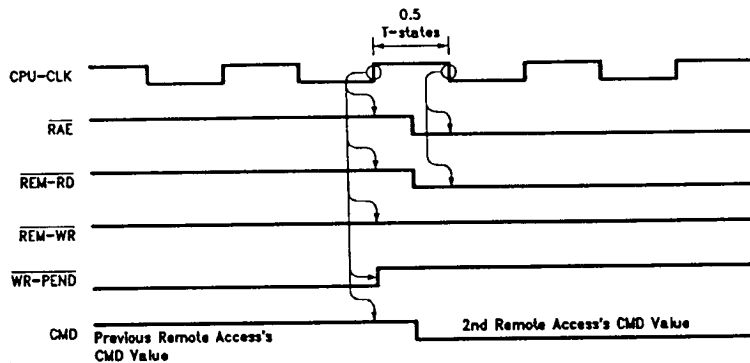 0.5
T-states
CPU-CLK
RAE
REM-RD
REM-WR
WR-PEND
CMD
Previous Remote Access's
CMD Value
2nd Remote Access's CMD Value